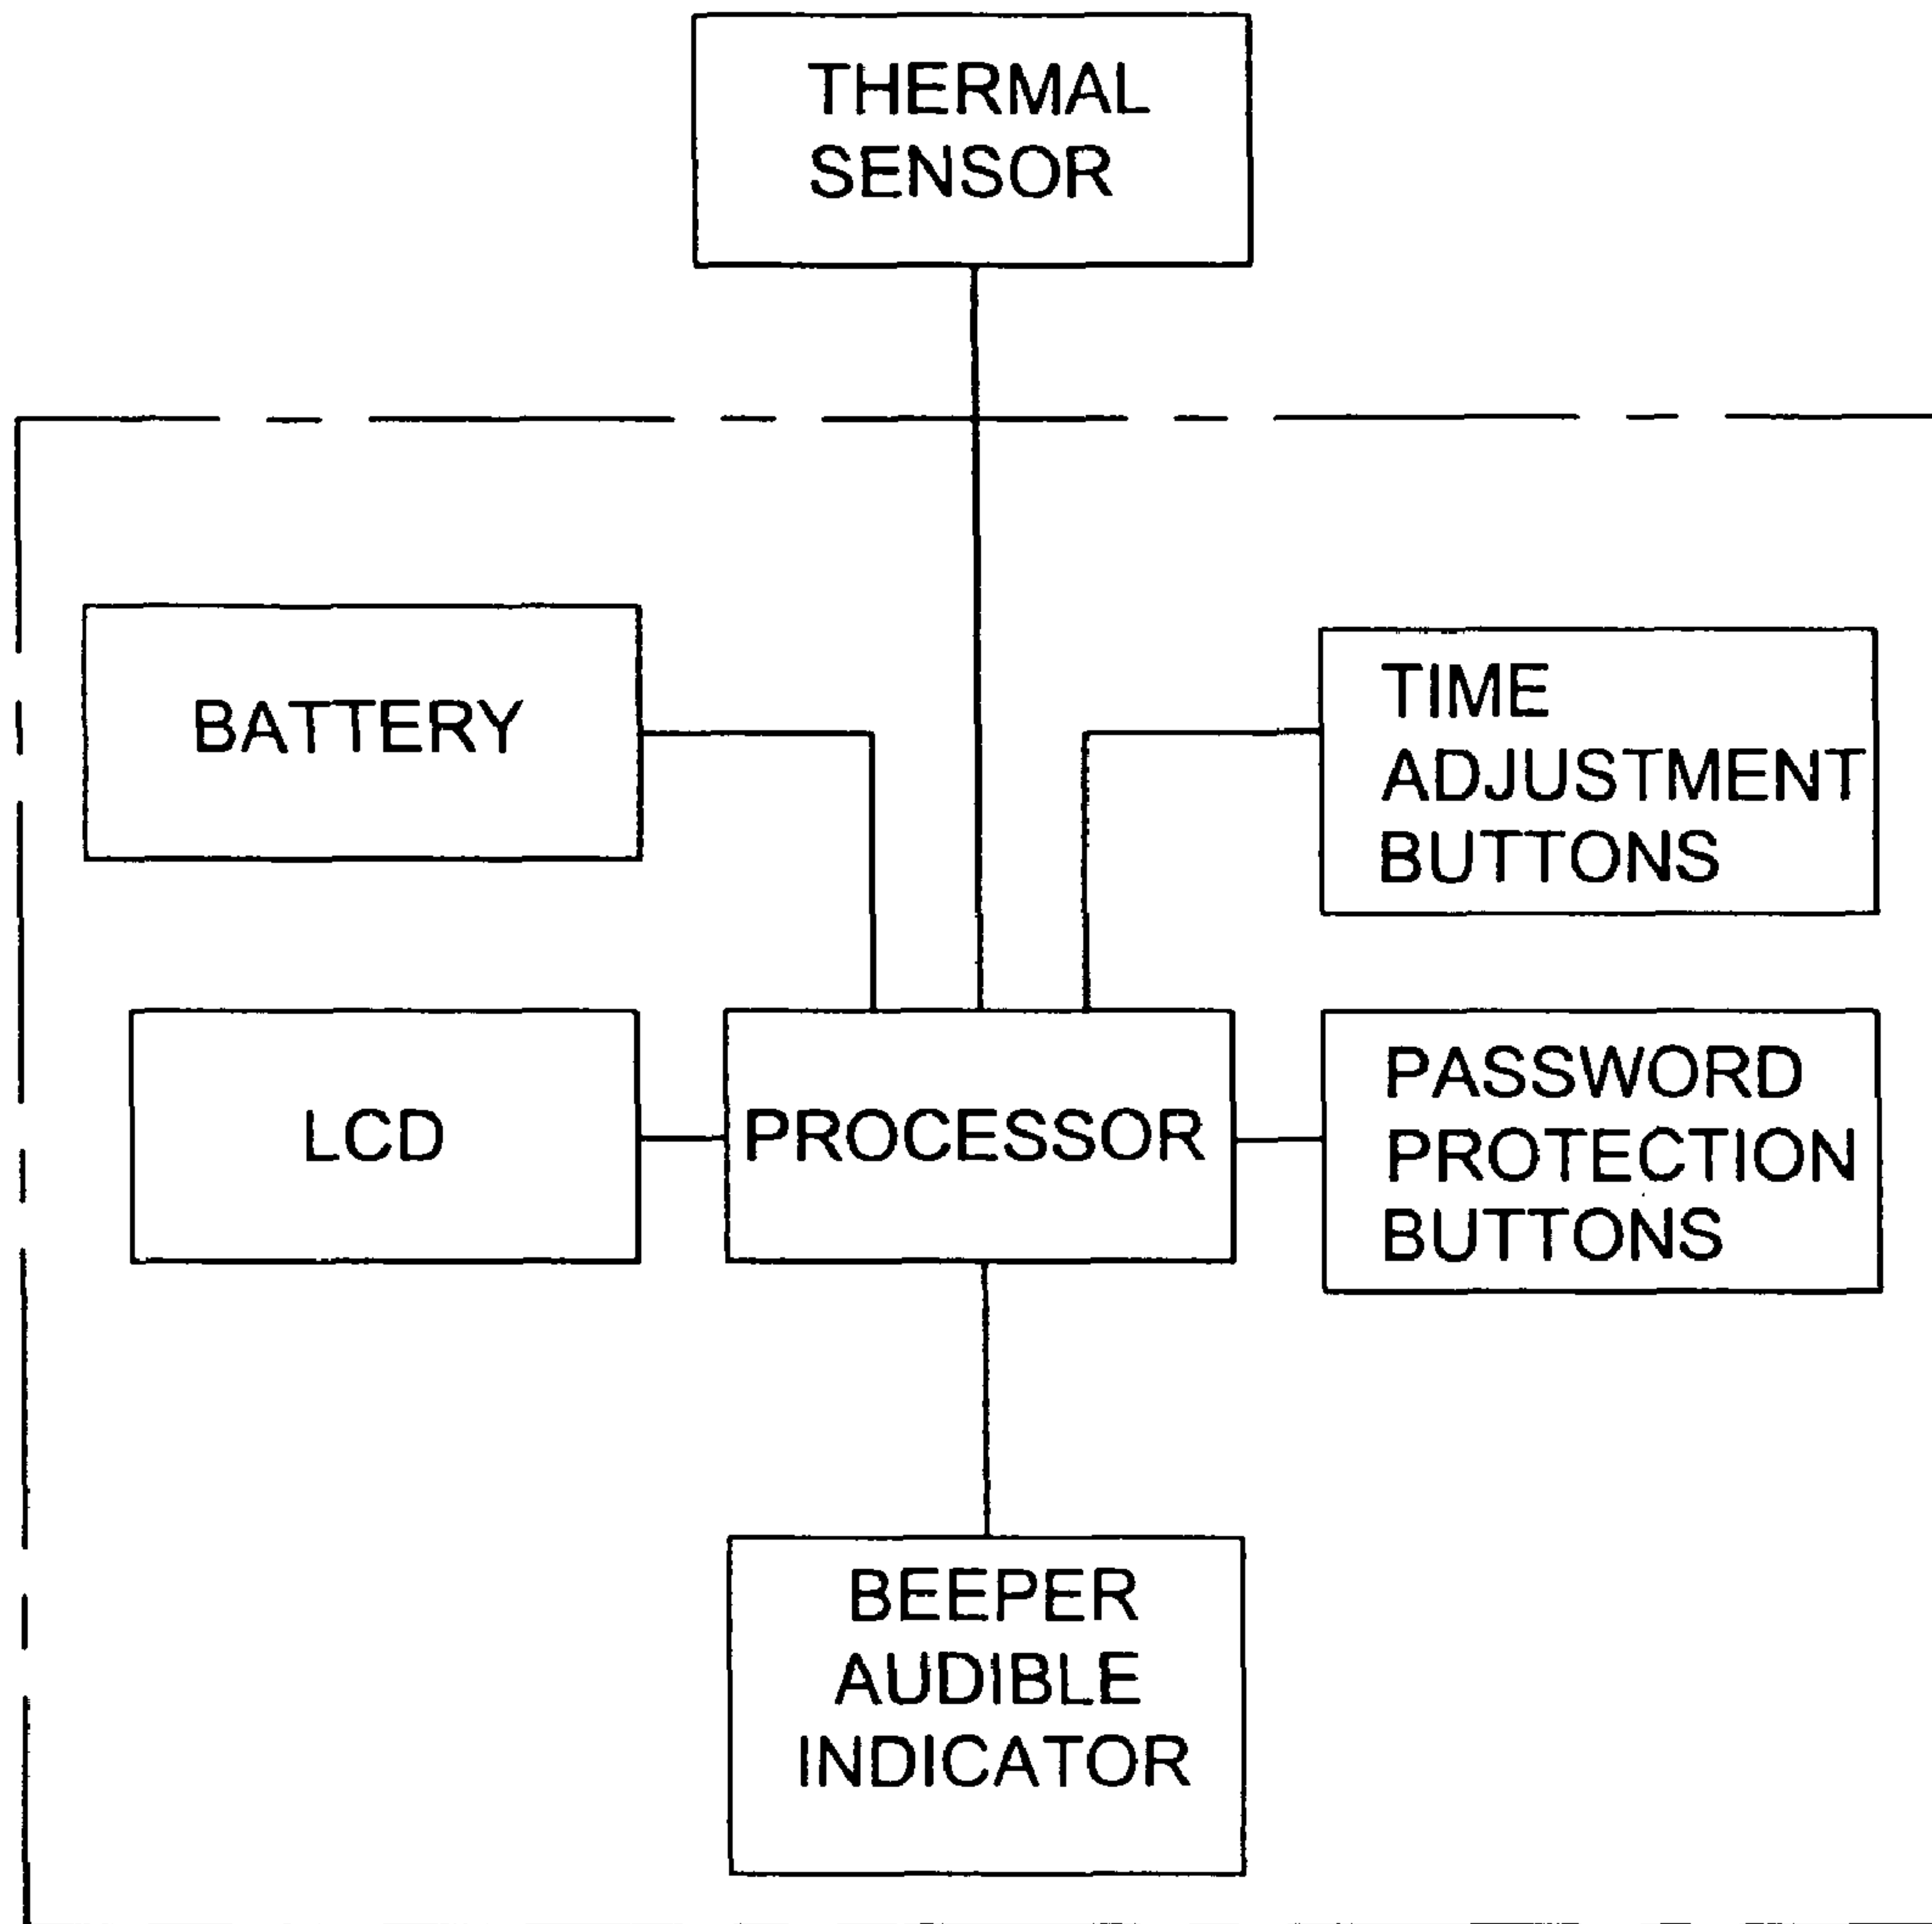 THERMAL
SENSOR
BATTERY
TIME
ADJUSTMENT
BUTTONS
LCD
PROCESSOR
PASSWORD
PROTECTION
BUTTONS
BEEPER
AUDIBLE
INDICATOR